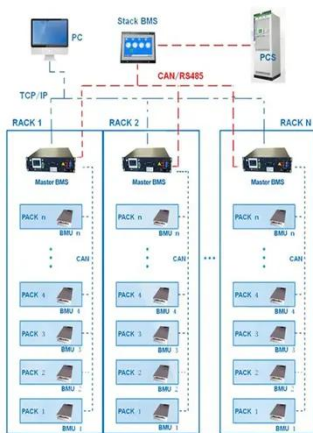 PC
Stack BMS
PCS
CAN/RS485
TCP/IP
RACK 1
RACK 2
RACK N
Master BMS
Master BMS
Master BMS
PACK n
BMU n
PACK n
BMU n
PACK n
BMU n
CAN
CAN
CAN
PACK 4
BMU 4
PACK 4
BMU 4
PACK 4
BMU 4
PACK 3
BMU 3
PACK 3
BMU 3
PACK 3
BMU 3
PACK 2
BMU 2
PACK 2
BMU 2
PACK 2
BMU 2
PACK 1
BMU 1
PACK 1
BMU 1
PACK 1
BMU 1